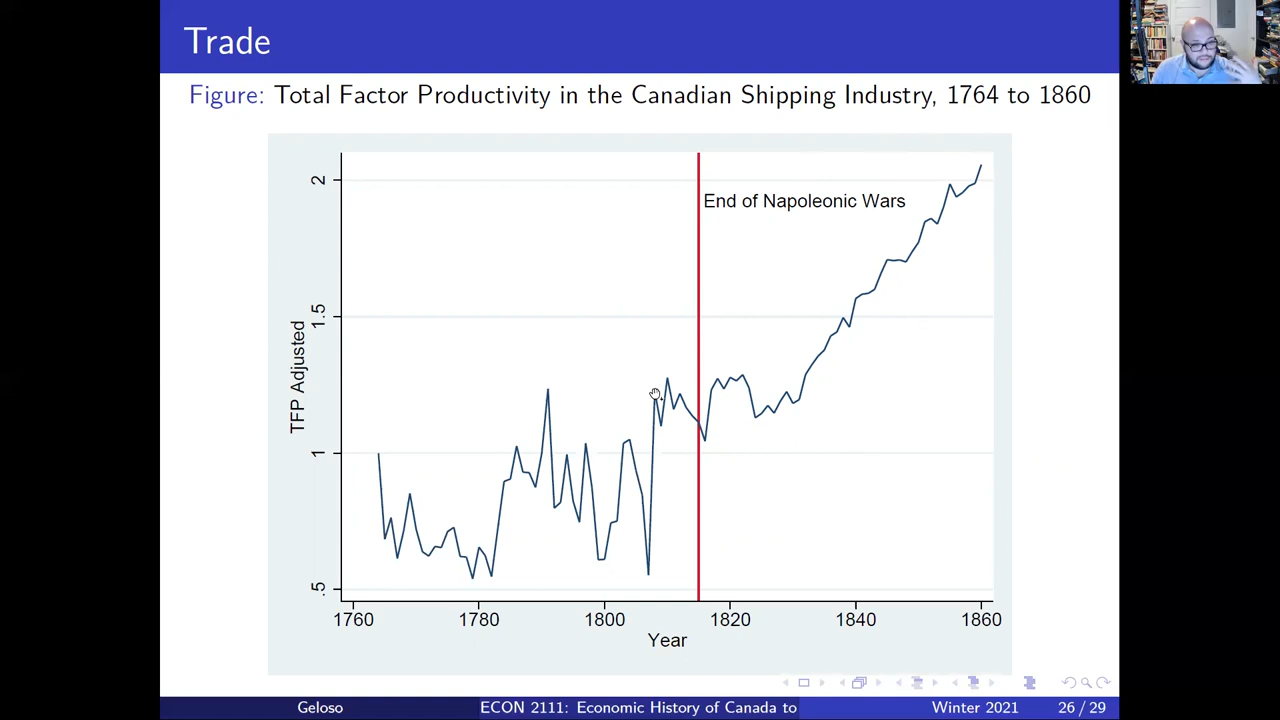 Trade
Figure: Total Factor Productivity in the Canadian Shipping Industry, 1764 to 1860
End of Napoleonic Wars
TFP Adjusted
2
1.5
1
.5
1760 1780 1800 1820 1840 1860
Year
Geloso ECON 2111: Economic History of Canada to Winter 2021 26 / 29